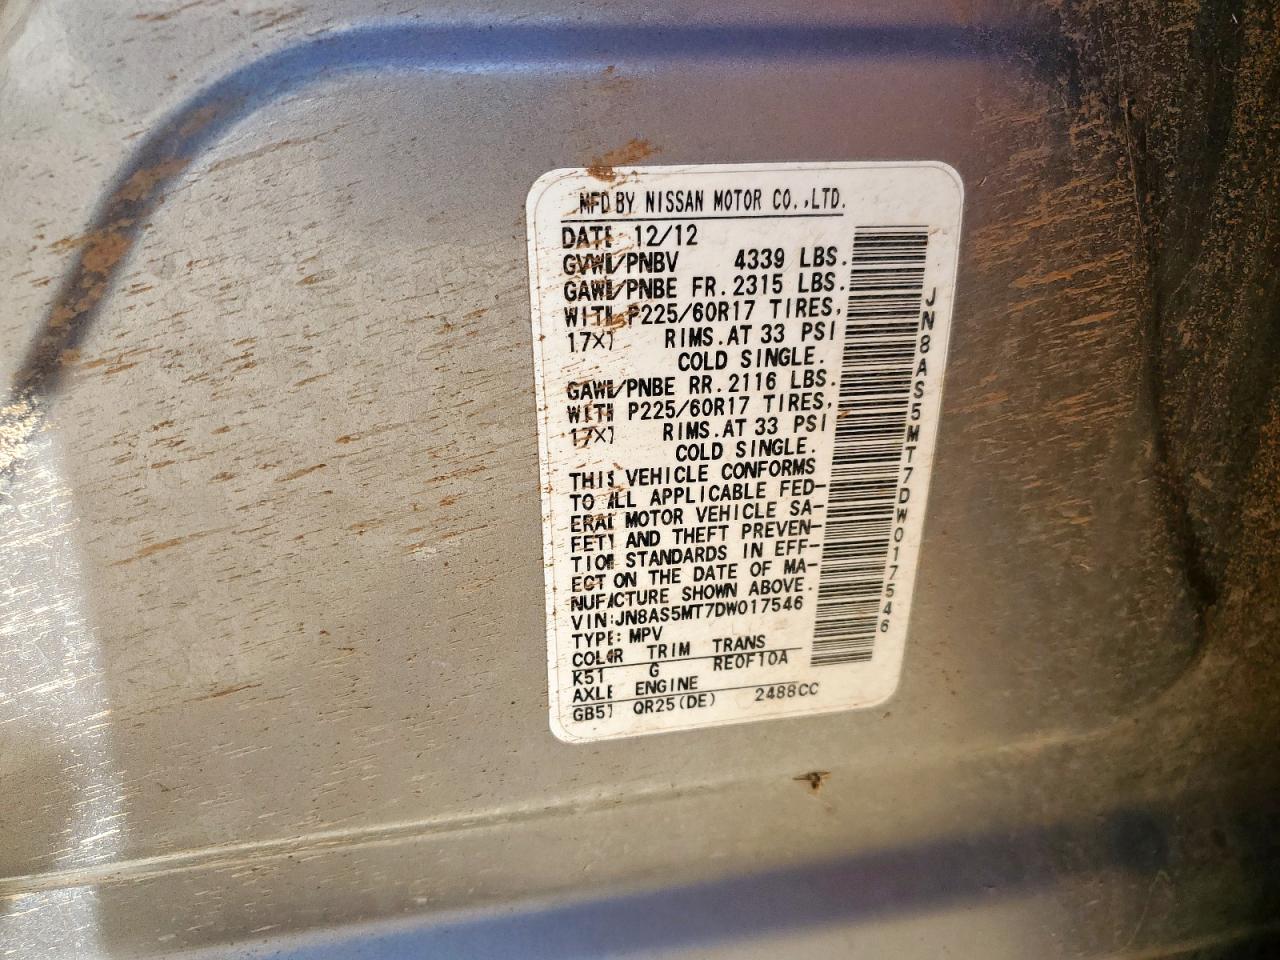 MFD BY NISSAN MOTOR CO.,LTD.
DATE 12/12
GVWR/PNBV 4339 LBS.
GAWR/PNBE FR. 2315 LBS.
WITH P225/60R17 TIRES,
17X7 RIMS.AT 33 PSI
COLD SINGLE.
GAWR/PNBE RR. 2116 LBS.
WITH P225/60R17 TIRES,
17X7 RIMS.AT 33 PSI
COLD SINGLE.
THIS VEHICLE CONFORMS
TO ALL APPLICABLE FED-
ERAL MOTOR VEHICLE SA-
FETY AND THEFT PREVEN-
TION STANDARDS IN EFF-
ECT ON THE DATE OF MA-
NUFACTURE SHOWN ABOVE.
VIN:JN8AS5MT7DW017546
TYPE:MPV
COLOR TRIM TRANS
K51 G RE0F10A
AXLE ENGINE
GB51 QR25(DE) 2488CC
JN8AS5MT7DW017546